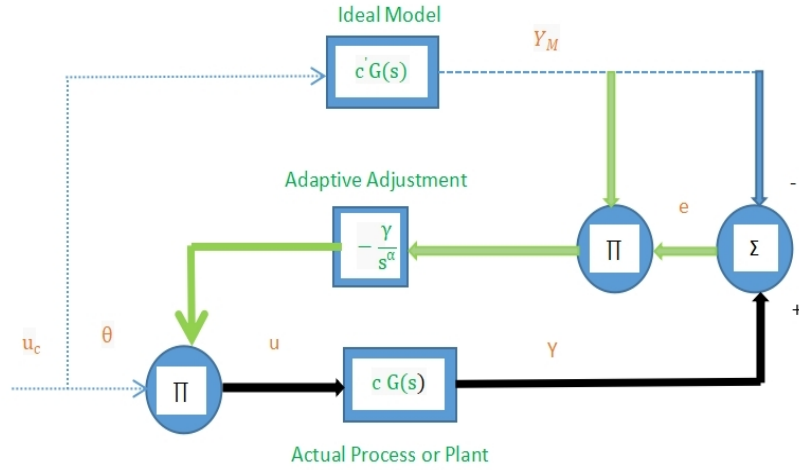 Ideal Model
Y_M
c'G(s)
Adaptive Adjustment
-
e
− γ/s^α
Π
Σ
+
u_c
θ
u
Y
Π
c G(s)
Actual Process or Plant